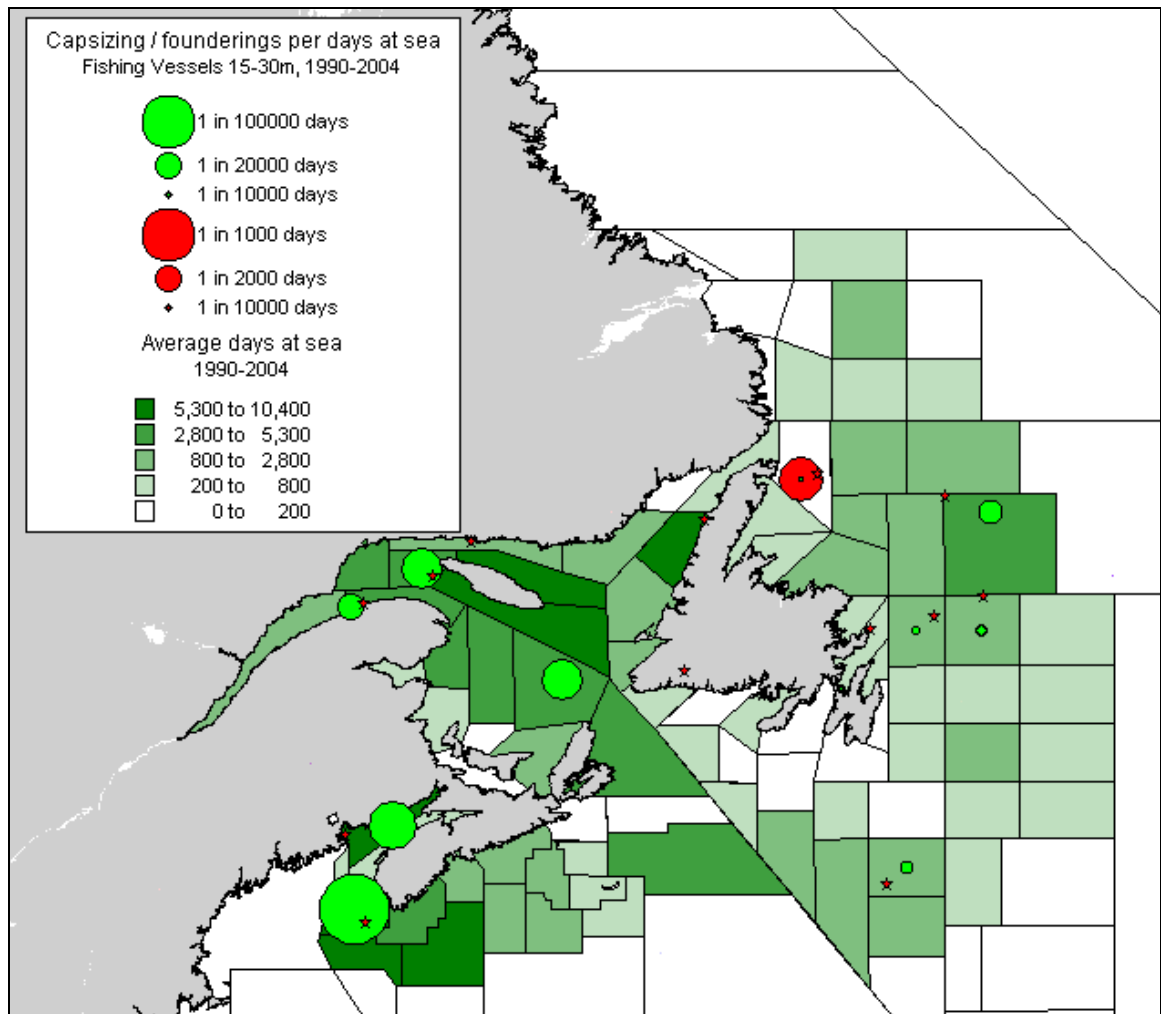 Capsizing / founderings per days at sea
Fishing Vessels 15-30m, 1990-2004
1 in 100000 days
1 in 20000 days
1 in 10000 days
1 in 1000 days
1 in 2000 days
1 in 10000 days
Average days at sea
1990-2004
5,300 to 10,400
2,800 to 5,300
800 to 2,800
200 to 800
0 to 200